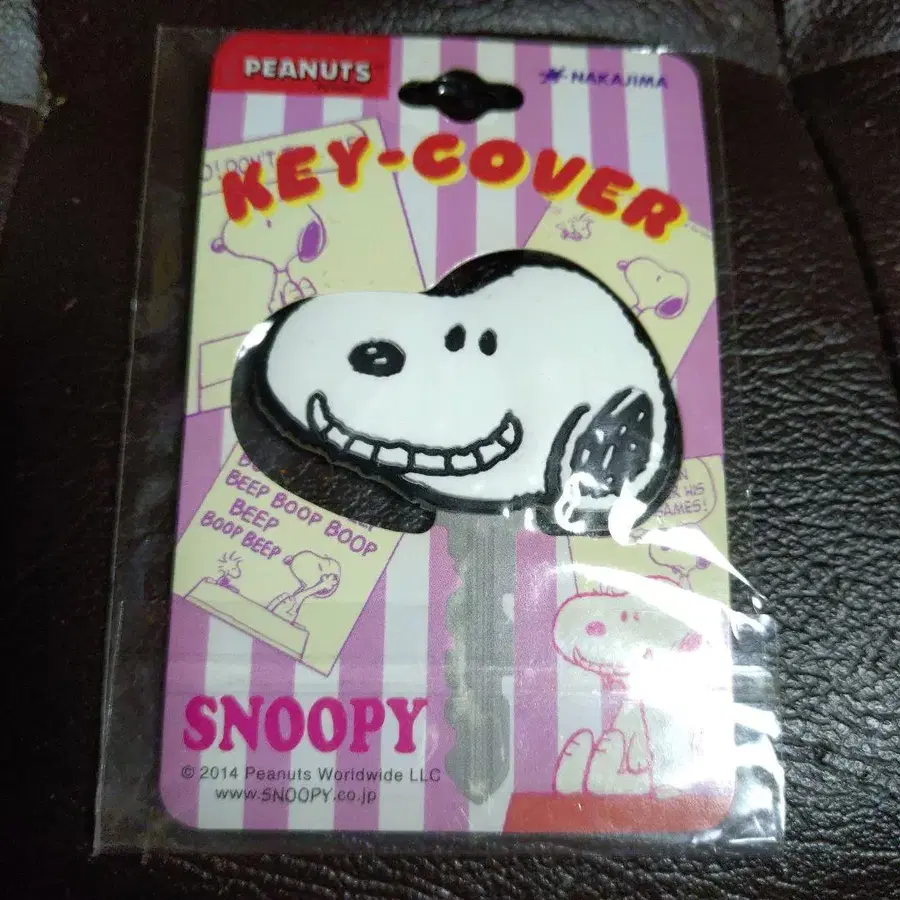 PEANUTS
NAKAJIMA
KEY-COVER
BEEP BOOP BOOP
BEEP
BOOP BEEP
HIS
GAMES!
SNOOPY
© 2014 Peanuts Worldwide LLC
www.SNOOPY.co.jp